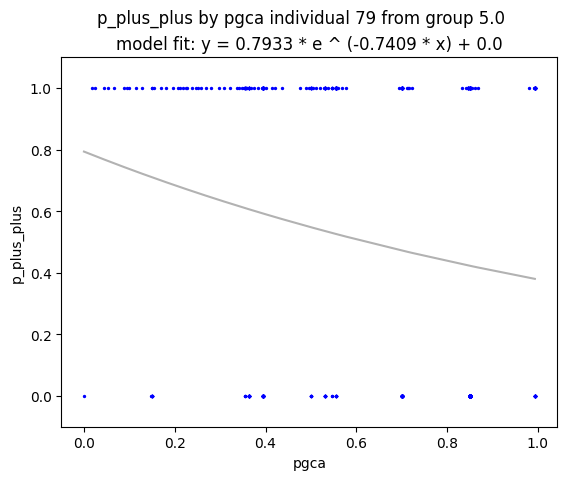 p_plus_plus by pgca individual 79 from group 5.0
model fit: y = 0.7933 * e ^ (-0.7409 * x) + 0.0
1.0
0.8
0.6
0.4
0.2
0.0
p_plus_plus
0.0 0.2 0.4 0.6 0.8 1.0
pgca